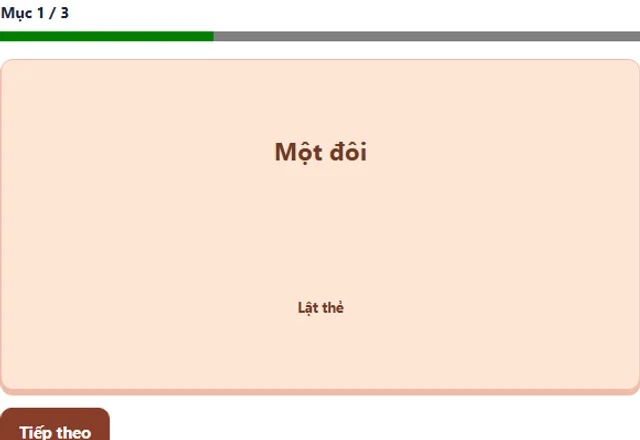 Mục 1 / 3
Một đôi
Lật thẻ
Tiếp theo